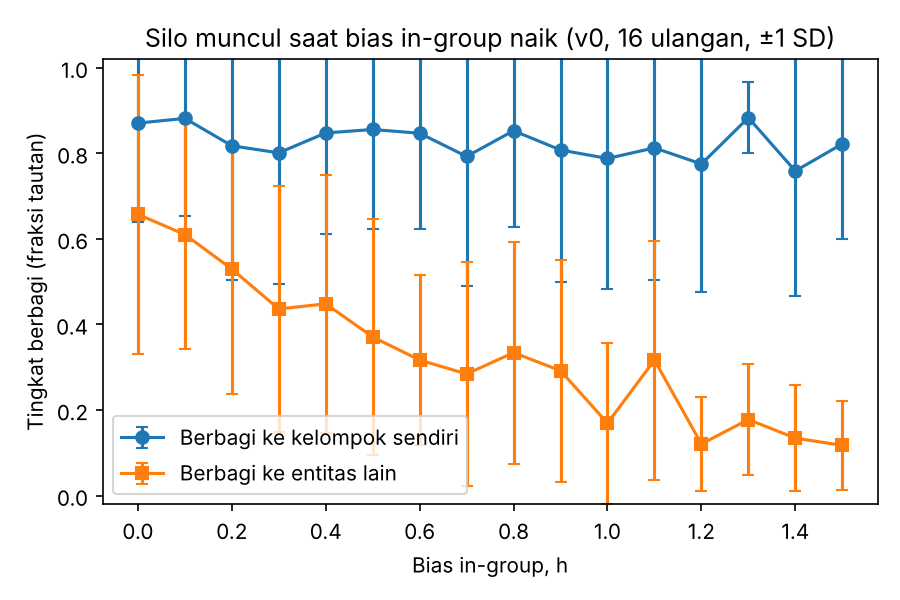 Silo muncul saat bias in-group naik (v0, 16 ulangan, ±1 SD)
Tingkat berbagi (fraksi tautan)
1.0
0.8
0.6
0.4
0.2
0.0
Berbagi ke kelompok sendiri
Berbagi ke entitas lain
0.0 0.2 0.4 0.6 0.8 1.0 1.2 1.4
Bias in-group, h